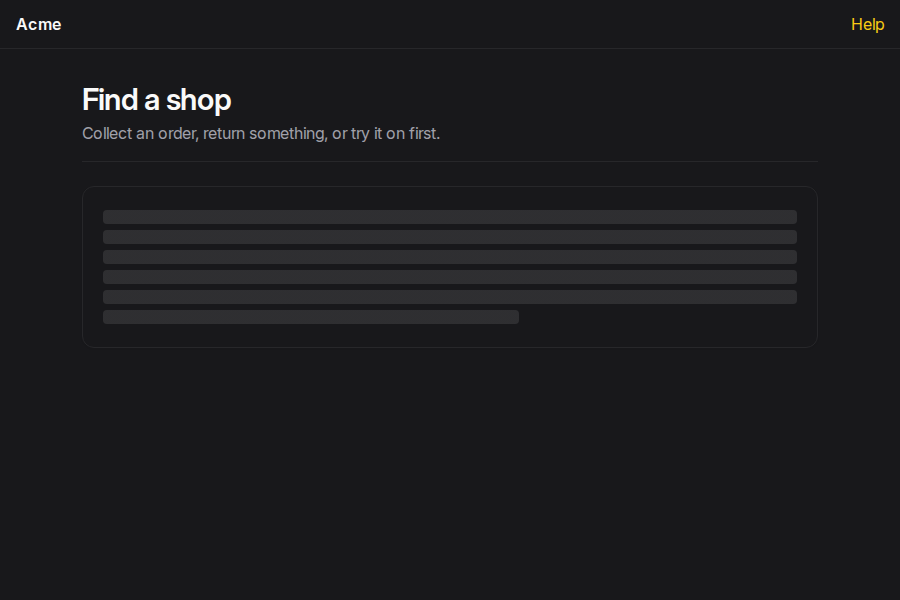 Acme
Help
Find a shop
Collect an order, return something, or try it on first.